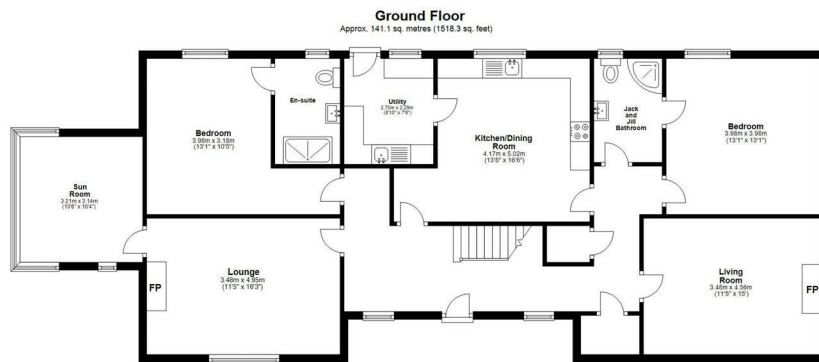 Ground Floor
Approx. 141.1 sq. metres (1518.3 sq. feet)
En-suite
Utility
2.70m x 2.29m
(8'10" x 7'6")
Bedroom
3.98m x 3.18m
(13'1" x 10'5")
Kitchen/Dining
Room
4.17m x 5.02m
(13'8" x 16'6")
Jack
and
Jill
Bathroom
Bedroom
3.98m x 3.98m
(13'1" x 13'1")
Sun
Room
3.21m x 3.14m
(10'6" x 10'4")
Lounge
3.48m x 4.95m
(11'5" x 16'3")
FP
Living
Room
3.48m x 4.56m
(11'5" x 15')
FP